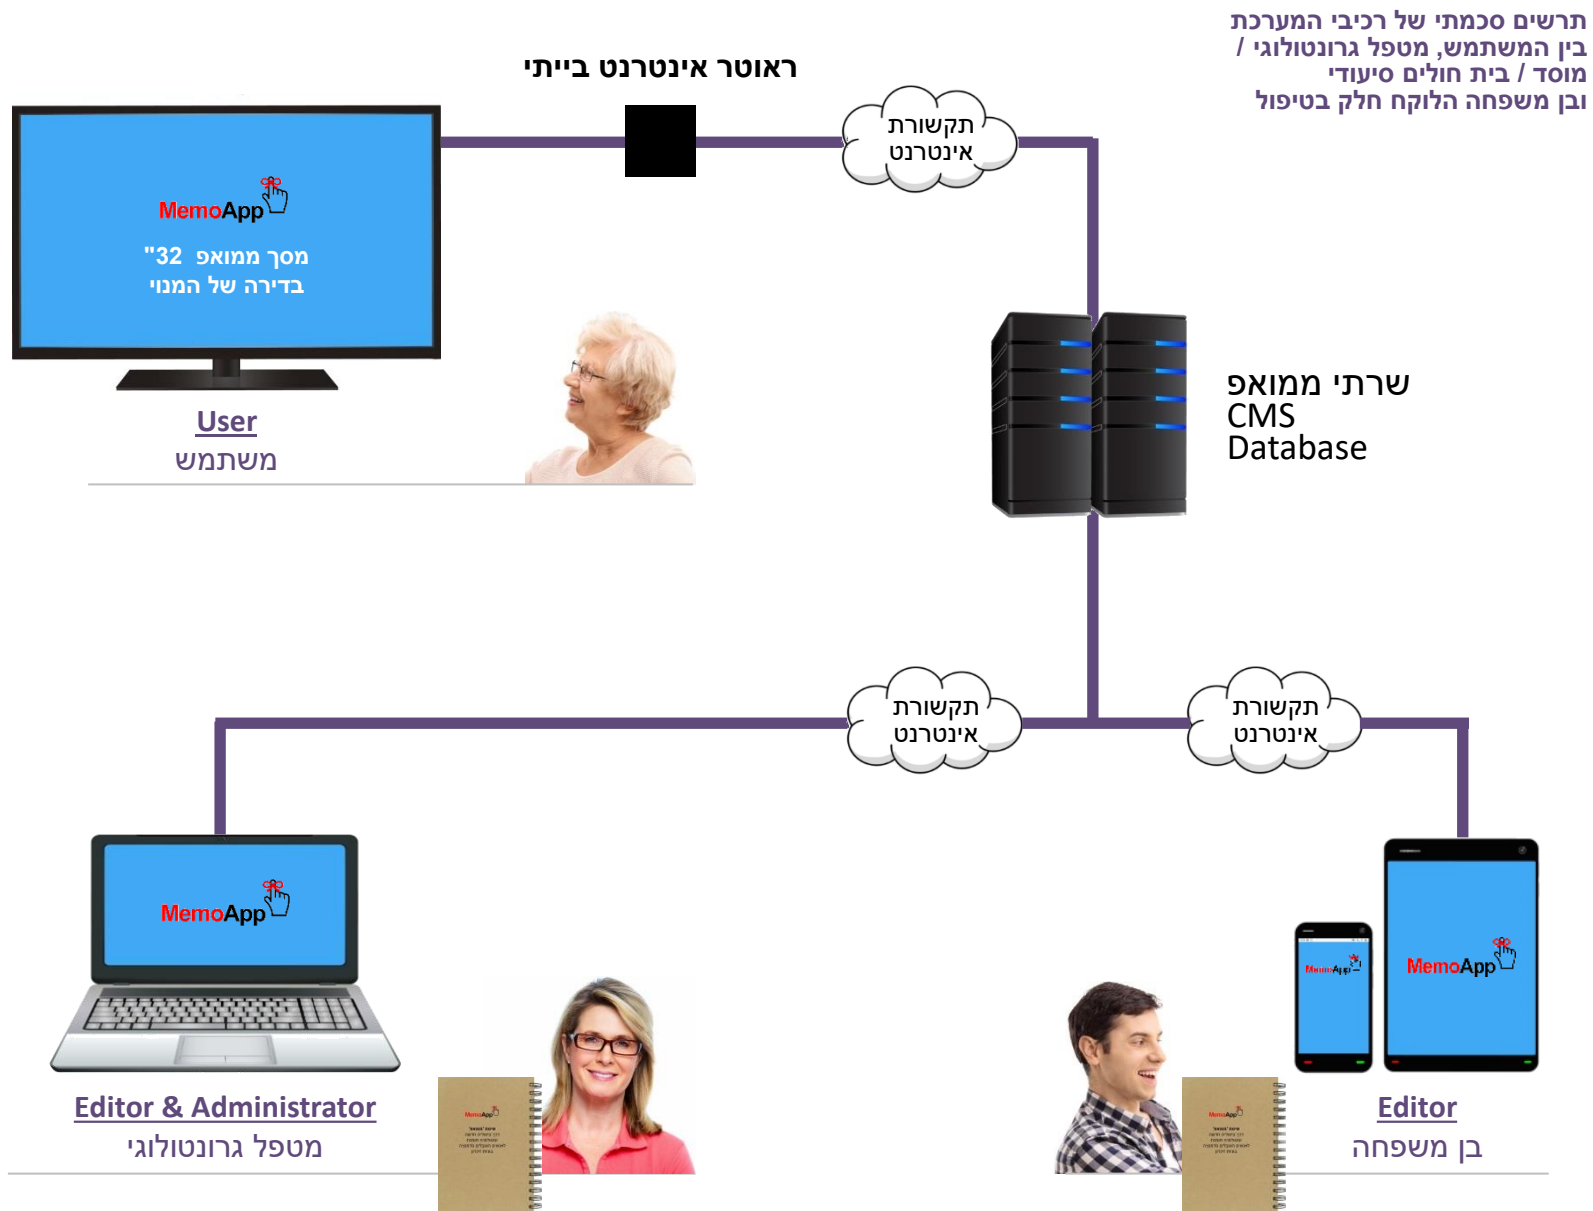 תרשים סכמתי של רכיבי המערכת
בין המשתמש, מטפל גרונטולוגי /
מוסד / בית חולים סיעודי
ובן משפחה הלוקח חלק בטיפול
ראוטר אינטרנט בייתי
תקשורת
אינטרנט
MemoApp
מסך ממואפ 32"
בדירה של המנוי
User
משתמש
שרתי ממואפ
CMS
Database
תקשורת
אינטרנט
תקשורת
אינטרנט
MemoApp
MemoApp
MemoApp
Editor & Administrator
מטפל גרונטולוגי
MemoApp
Editor
בן משפחה
MemoApp